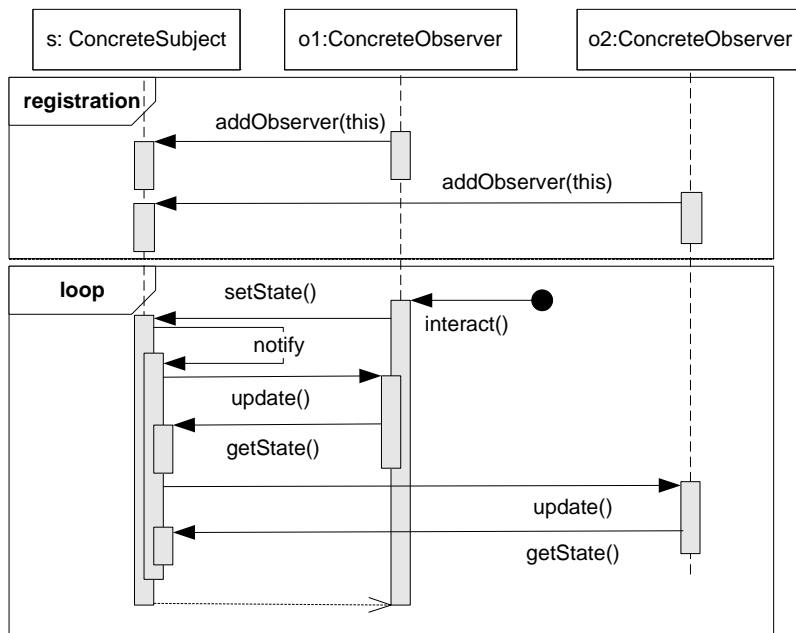 s: ConcreteSubject
o1:ConcreteObserver
o2:ConcreteObserver
registration
addObserver(this)
addObserver(this)
loop
setState()
interact()
notify
update()
getState()
update()
getState()